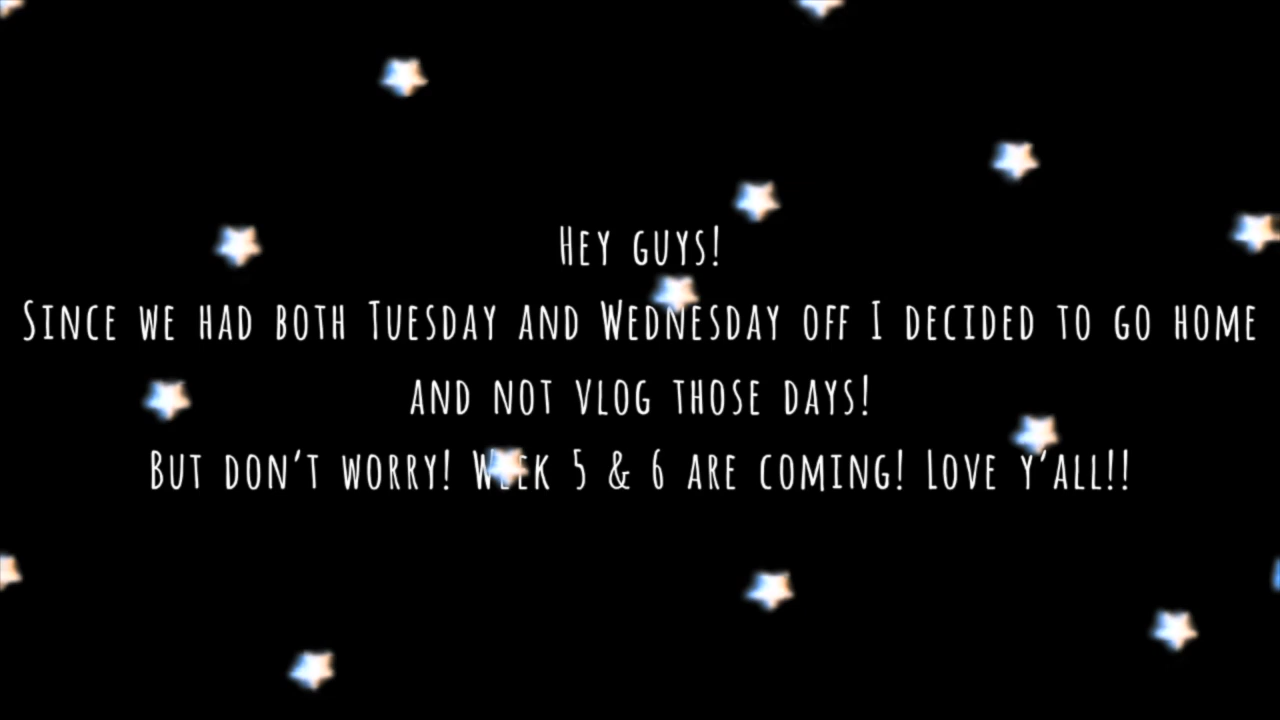 Hey guys!
Since we had both Tuesday and Wednesday off I decided to go home
and not vlog those days!
But don't worry! Week 5 & 6 are coming! Love y'all!!